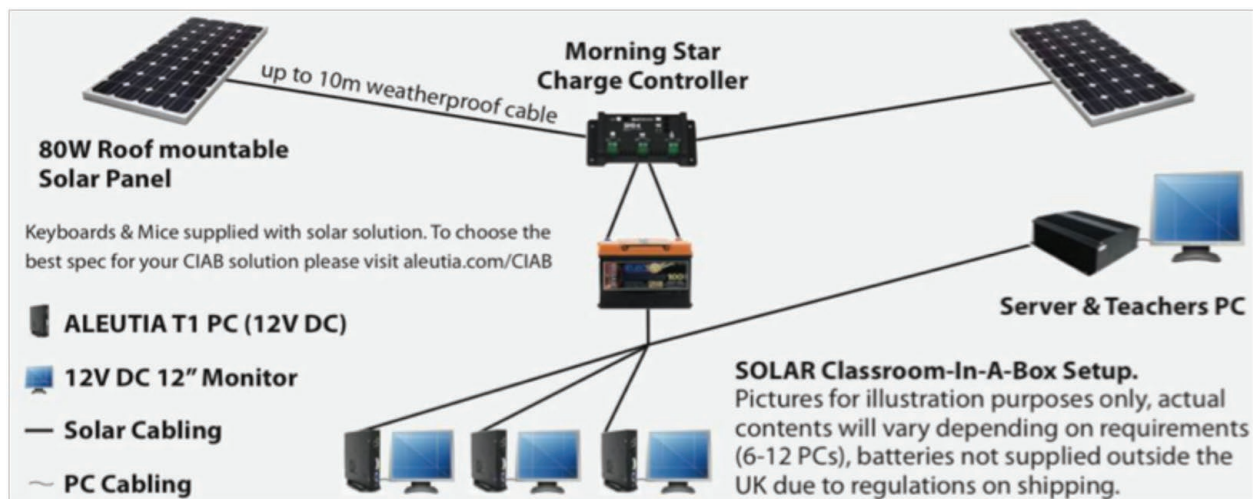 Morning Star
Charge Controller
up to 10m weatherproof cable
80W Roof mountable
Solar Panel
Keyboards & Mice supplied with solar solution. To choose the
best spec for your CIAB solution please visit aleutia.com/CIAB
ALEUTIA T1 PC (12V DC)
12V DC 12” Monitor
Solar Cabling
PC Cabling
Server & Teachers PC
SOLAR Classroom-In-A-Box Setup.
Pictures for illustration purposes only, actual
contents will vary depending on requirements
(6-12 PCs), batteries not supplied outside the
UK due to regulations on shipping.